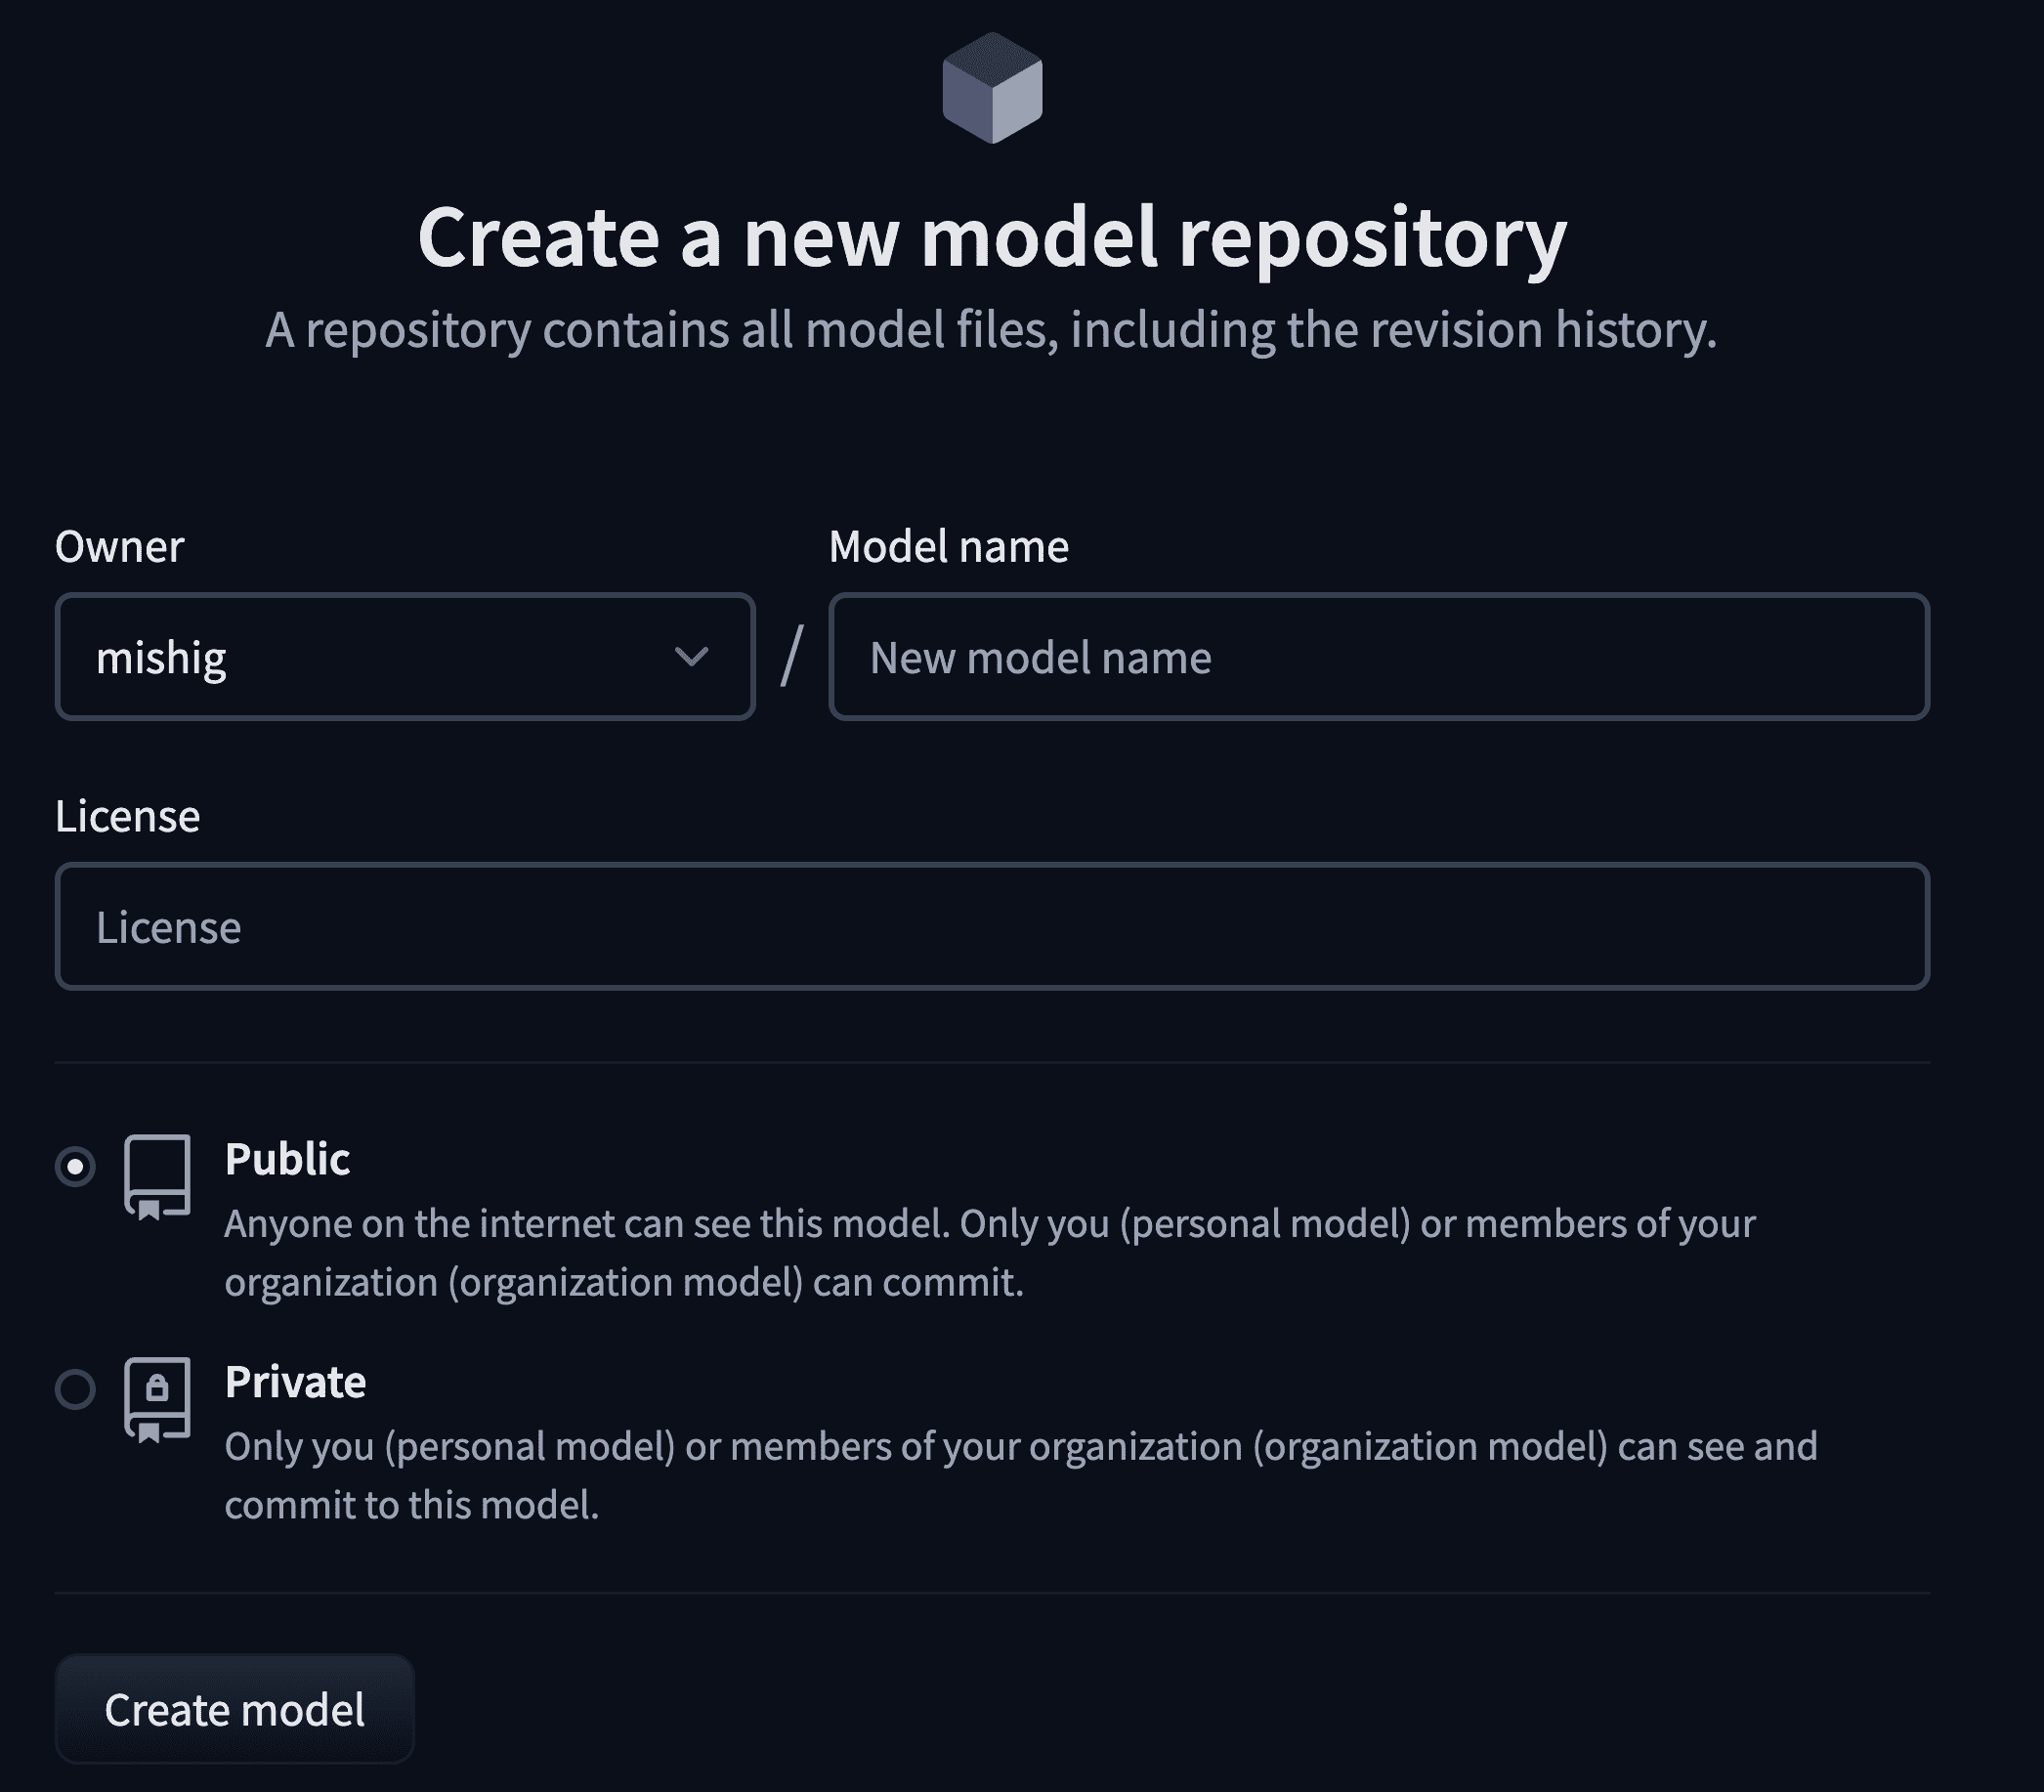 Create a new model repository
A repository contains all model files, including the revision history.
Owner
Model name
mishig
/
New model name
License
License
Public
Anyone on the internet can see this model. Only you (personal model) or members of your
organization (organization model) can commit.
Private
Only you (personal model) or members of your organization (organization model) can see and
commit to this model.
Create model